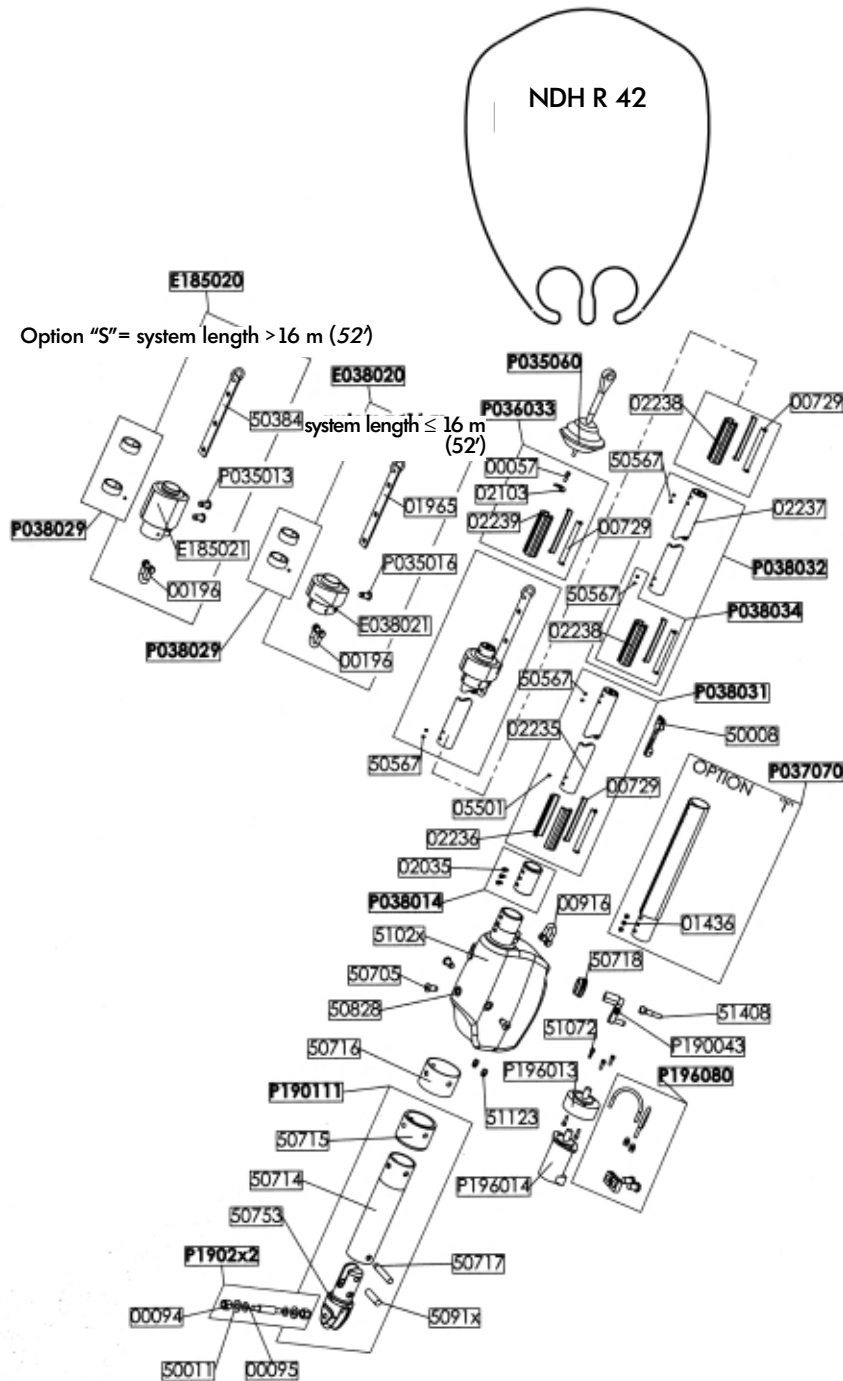 NDH R 42
E185020
Option “S”= system length >16 m (52’)
P035060
E038020
02238
00729
P036033
50384
system length ≤ 16 m
(52’)
00057
50567
P035013
02103
01965
02239
00729
02237
P038029
E185021
P035016
P038032
00196
50567
E038021
P038034
02238
P038029
00196
50567
P038031
02235
50008
50567
OPTION "T"
P037070
05501
00729
02236
02035
P038014
00916
01436
5102x
50718
50705
50828
51408
51072
50716
P190043
P196013
P196080
P190111
51123
50715
50714
P196014
50753
P1902x2
50717
00094
5091x
50011
00095